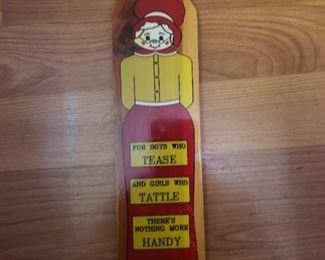 FOR BOYS WHO
TEASE
AND GIRLS WHO
TATTLE
THERE'S
NOTHING MORE
HANDY